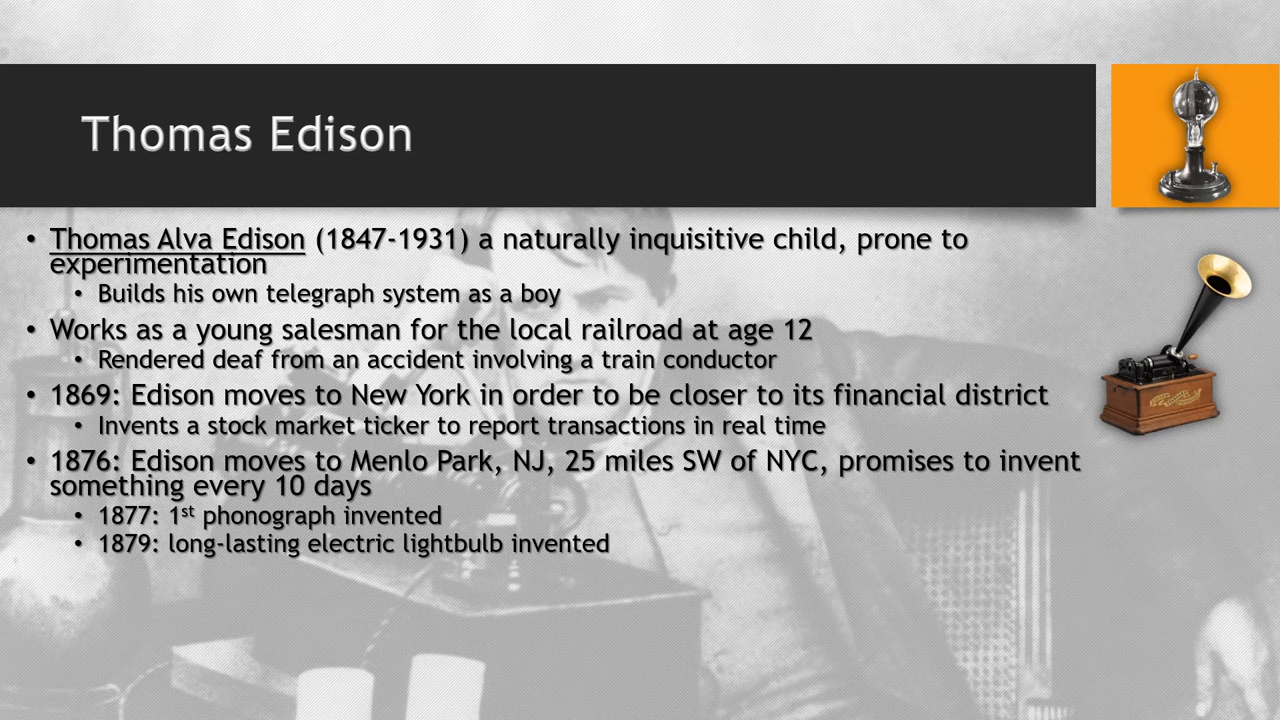 Thomas Edison
• Thomas Alva Edison (1847-1931) a naturally inquisitive child, prone to
experimentation
• Builds his own telegraph system as a boy
• Works as a young salesman for the local railroad at age 12
• Rendered deaf from an accident involving a train conductor
• 1869: Edison moves to New York in order to be closer to its financial district
• Invents a stock market ticker to report transactions in real time
• 1876: Edison moves to Menlo Park, NJ, 25 miles SW of NYC, promises to invent
something every 10 days
• 1877: 1st phonograph invented
• 1879: long-lasting electric lightbulb invented